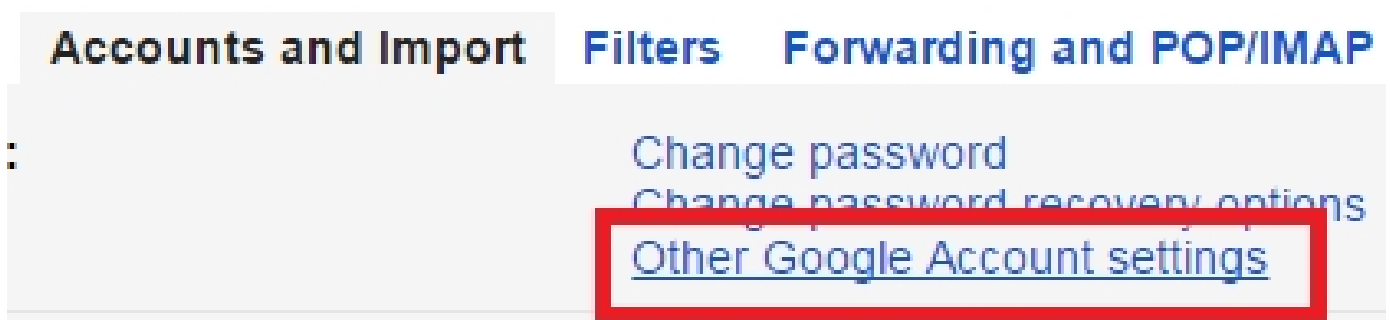 Accounts and Import Filters Forwarding and POP/IMAP
:
Change password
Change password recovery options
Other Google Account settings